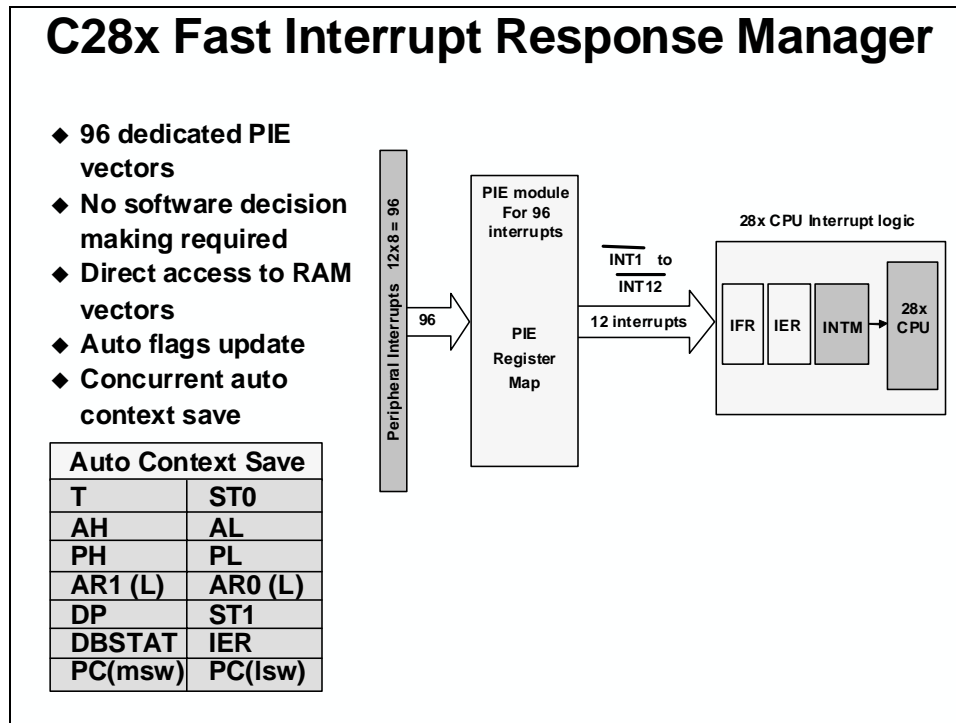 C28x Fast Interrupt Response Manager
◆ 96 dedicated PIE
vectors
◆ No software decision
making required
◆ Direct access to RAM
vectors
◆ Auto flags update
◆ Concurrent auto
context save
Auto Context Save
T ST0
AH AL
PH PL
AR1 (L) AR0 (L)
DP ST1
DBSTAT IER
PC(msw) PC(lsw)
Peripheral Interrupts 12x8 = 96
96
PIE module
For 96
interrupts
PIE
Register
Map
INT1 to
INT12
12 interrupts
28x CPU Interrupt logic
IFR
IER
INTM
28x
CPU